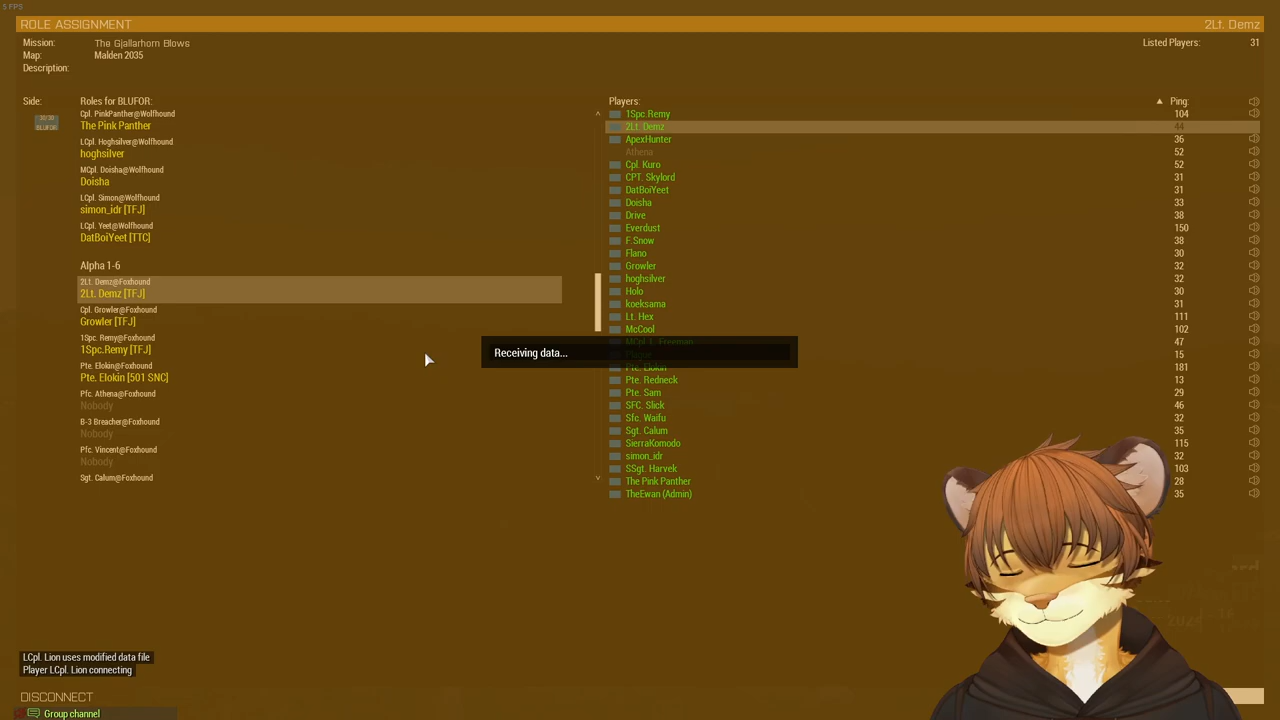 5 FPS
ROLE ASSIGNMENT
2Lt. Demz
Mission: The Gjallarhorn Blows
Map: Malden 2035
Description:
Listed Players: 31
Side:
BLUFOR
Roles for BLUFOR:
Cpl. PinkPanther@Wolfhound
The Pink Panther
LCpl. Hoghsilver@Wolfhound
hoghsilver
MCpl. Doisha@Wolfhound
Doisha
LCpl. Simon@Wolfhound
simon_idr [TFJ]
LCpl. Yeet@Wolfhound
DatBoiYeet [TTC]
Alpha 1-6
2Lt. Demz@Foxhound
2Lt. Demz [TFJ]
Cpl. Growler@Foxhound
Growler [TFJ]
1Spc. Remy@Foxhound
1Spc.Remy [TFJ]
Pte. Elokin@Foxhound
Pte. Elokin [501 SNC]
Pfc. Athena@Foxhound
Nobody
B-3 Breacher@Foxhound
Nobody
Pfc. Vincent@Foxhound
Nobody
Sgt. Calum@Foxhound
Players: Ping:
1Spc.Remy 104
2Lt. Demz 44
ApexHunter 36
Athena 52
Cpl. Kuro 52
CPT. Skylord 31
DatBoiYeet 31
Doisha 33
Drive 38
Everdust 150
F.Snow 38
Flano 30
Growler 32
hoghsilver 32
Holo 30
koeksama 31
Lt. Hex 111
McCool 102
MCpl. L. Freeman 47
15
Pte. Elokin 181
Pte. Redneck 13
Pte. Sam 29
SFC. Slick 46
Sfc. Waifu 32
Sgt. Calum 35
SierraKomodo 115
simon_idr 32
SSgt. Harvek 103
The Pink Panther 28
TheEwan (Admin) 35
Receiving data...
LCpl. Lion uses modified data file
Player LCpl. Lion connecting
DISCONNECT
Group channel